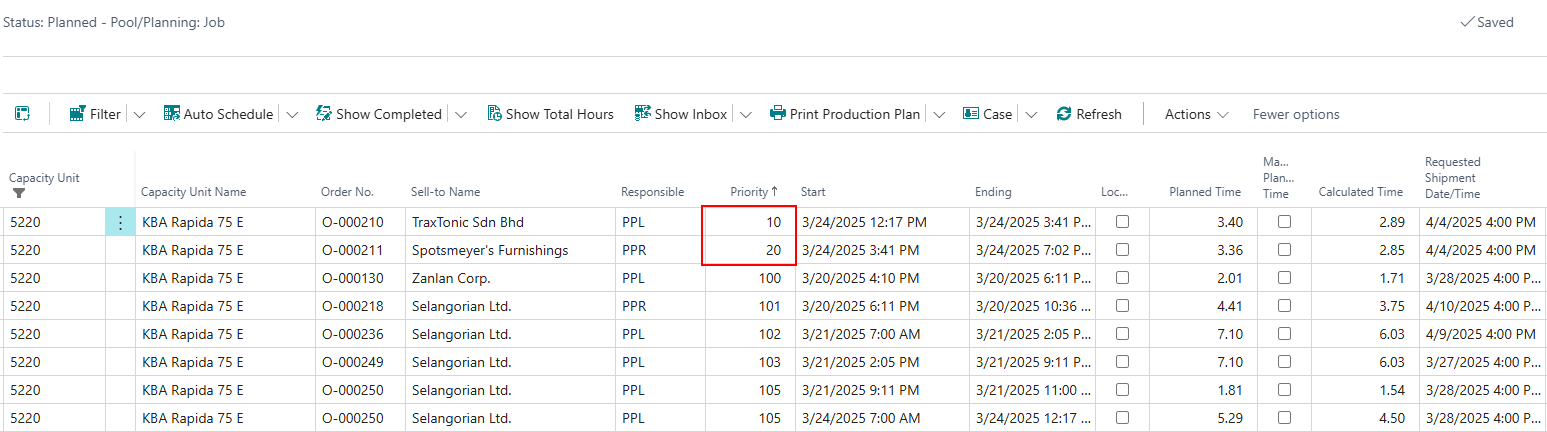 Status: Planned - Pool/Planning: Job
Saved
Filter Auto Schedule Show Completed Show Total Hours Show Inbox Print Production Plan Case Refresh Actions Fewer options
Capacity Unit Capacity Unit Name Order No. Sell-to Name Responsible Priority ↑ Start Ending Loc... Planned Time Ma... Plan... Time Calculated Time Requested Shipment Date/Time
5220 KBA Rapida 75 E O-000210 TraxTonic Sdn Bhd PPL 10 3/24/2025 12:17 PM 3/24/2025 3:41 P... 3.40 2.89 4/4/2025 4:00 PM
5220 KBA Rapida 75 E O-000211 Spotsmeyer's Furnishings PPR 20 3/24/2025 3:41 PM 3/24/2025 7:02 P... 3.36 2.85 4/4/2025 4:00 PM
5220 KBA Rapida 75 E O-000130 Zanlan Corp. PPL 100 3/20/2025 4:10 PM 3/20/2025 6:11 P... 2.01 1.71 3/28/2025 4:00 P...
5220 KBA Rapida 75 E O-000218 Selangorian Ltd. PPR 101 3/20/2025 6:11 PM 3/20/2025 10:36 ... 4.41 3.75 4/10/2025 4:00 P...
5220 KBA Rapida 75 E O-000236 Selangorian Ltd. PPL 102 3/21/2025 7:00 AM 3/21/2025 2:05 P... 7.10 6.03 4/9/2025 4:00 PM
5220 KBA Rapida 75 E O-000249 Selangorian Ltd. PPL 103 3/21/2025 2:05 PM 3/21/2025 9:11 P... 7.10 6.03 3/27/2025 4:00 P...
5220 KBA Rapida 75 E O-000250 Selangorian Ltd. PPL 105 3/21/2025 9:11 PM 3/21/2025 11:00 ... 1.81 1.54 3/28/2025 4:00 P...
5220 KBA Rapida 75 E O-000250 Selangorian Ltd. PPL 105 3/24/2025 7:00 AM 3/24/2025 12:17 ... 5.29 4.50 3/28/2025 4:00 P...